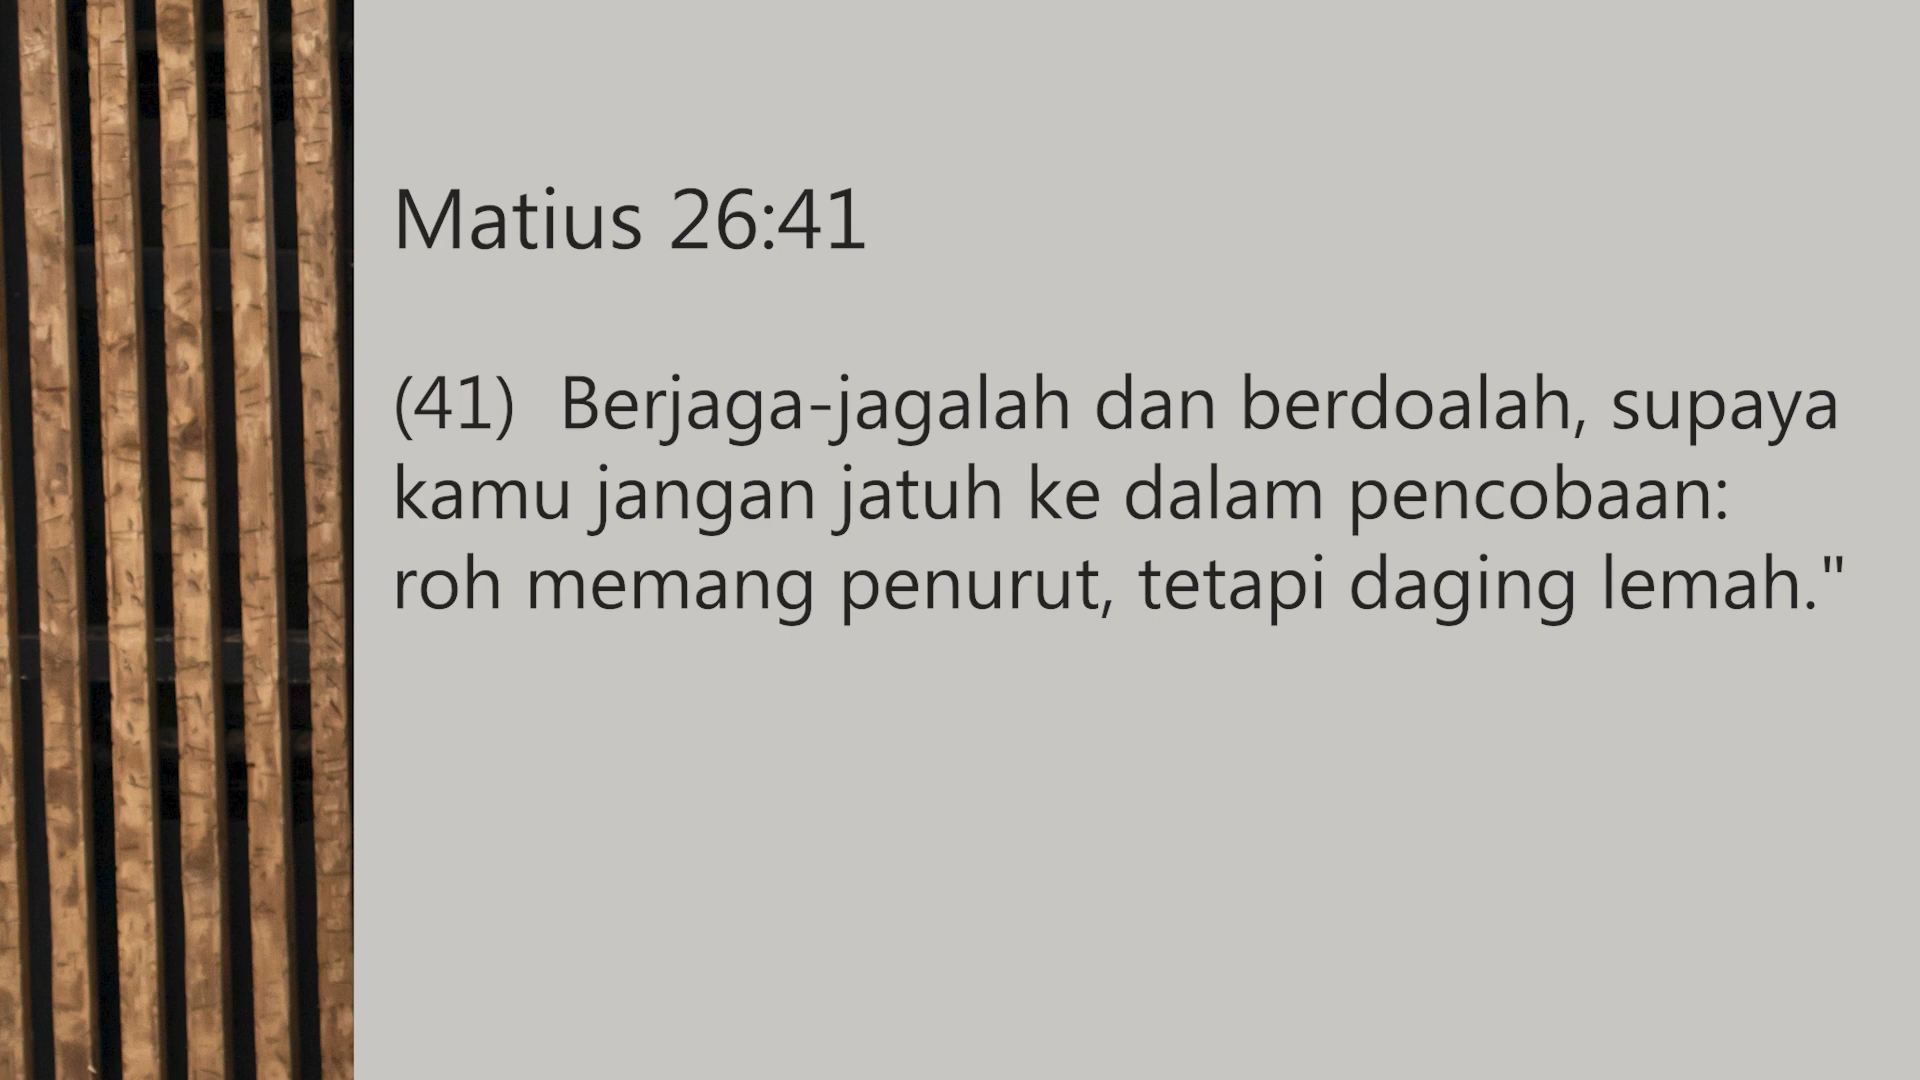 Matius 26:41
(41)  Berjaga-jagalah dan berdoalah, supaya
kamu jangan jatuh ke dalam pencobaan:
roh memang penurut, tetapi daging lemah."